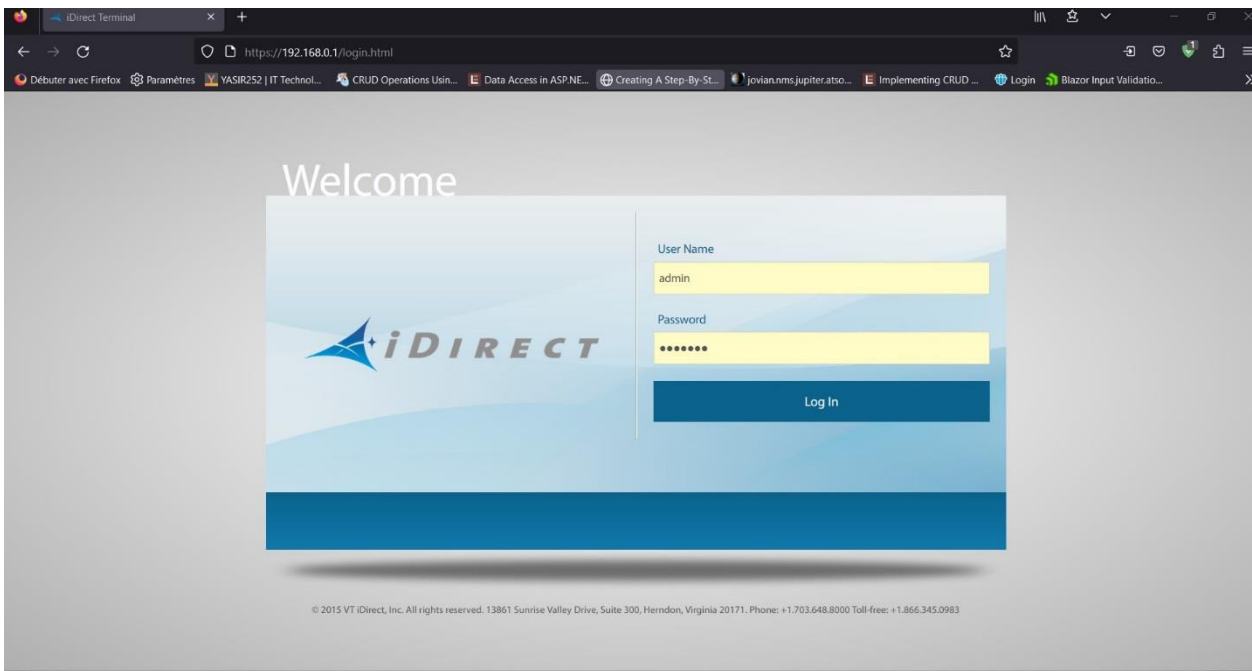 iDirect Terminal
https://192.168.0.1/login.html
Débuter avec Firefox Paramètres YASIR252 | IT Technol... CRUD Operations Usin... Data Access in ASP.NE... Creating A Step-By-St... jovian.nms.jupiter.atso... Implementing CRUD ... Login Blazor Input Validatio...
Welcome
User Name
admin
Password
iDIRECT
Log In
© 2015 VT iDirect, Inc. All rights reserved. 13861 Sunrise Valley Drive, Suite 300, Herndon, Virginia 20171. Phone: +1.703.648.8000 Toll-free: +1.866.345.0983